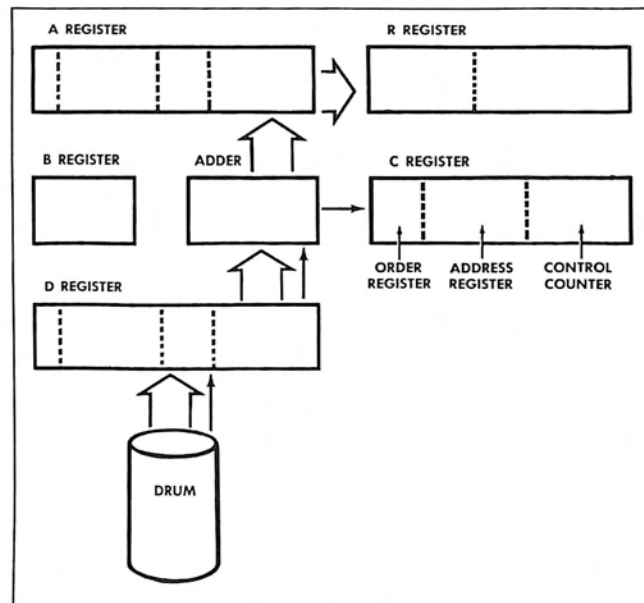 A REGISTER
R REGISTER
B REGISTER
ADDER
C REGISTER
ORDER
REGISTER
ADDRESS
REGISTER
CONTROL
COUNTER
D REGISTER
DRUM